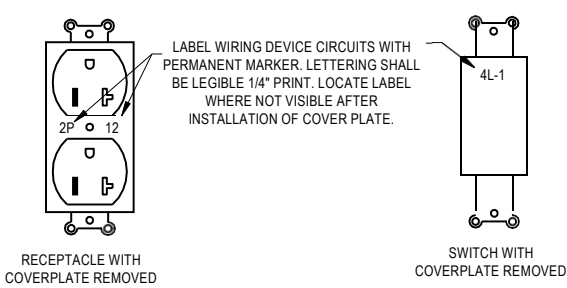 LABEL WIRING DEVICE CIRCUITS WITH
PERMANENT MARKER. LETTERING SHALL
BE LEGIBLE 1/4" PRINT. LOCATE LABEL
WHERE NOT VISIBLE AFTER
INSTALLATION OF COVER PLATE.
2P 12
4L-1
RECEPTACLE WITH
COVERPLATE REMOVED
SWITCH WITH
COVERPLATE REMOVED